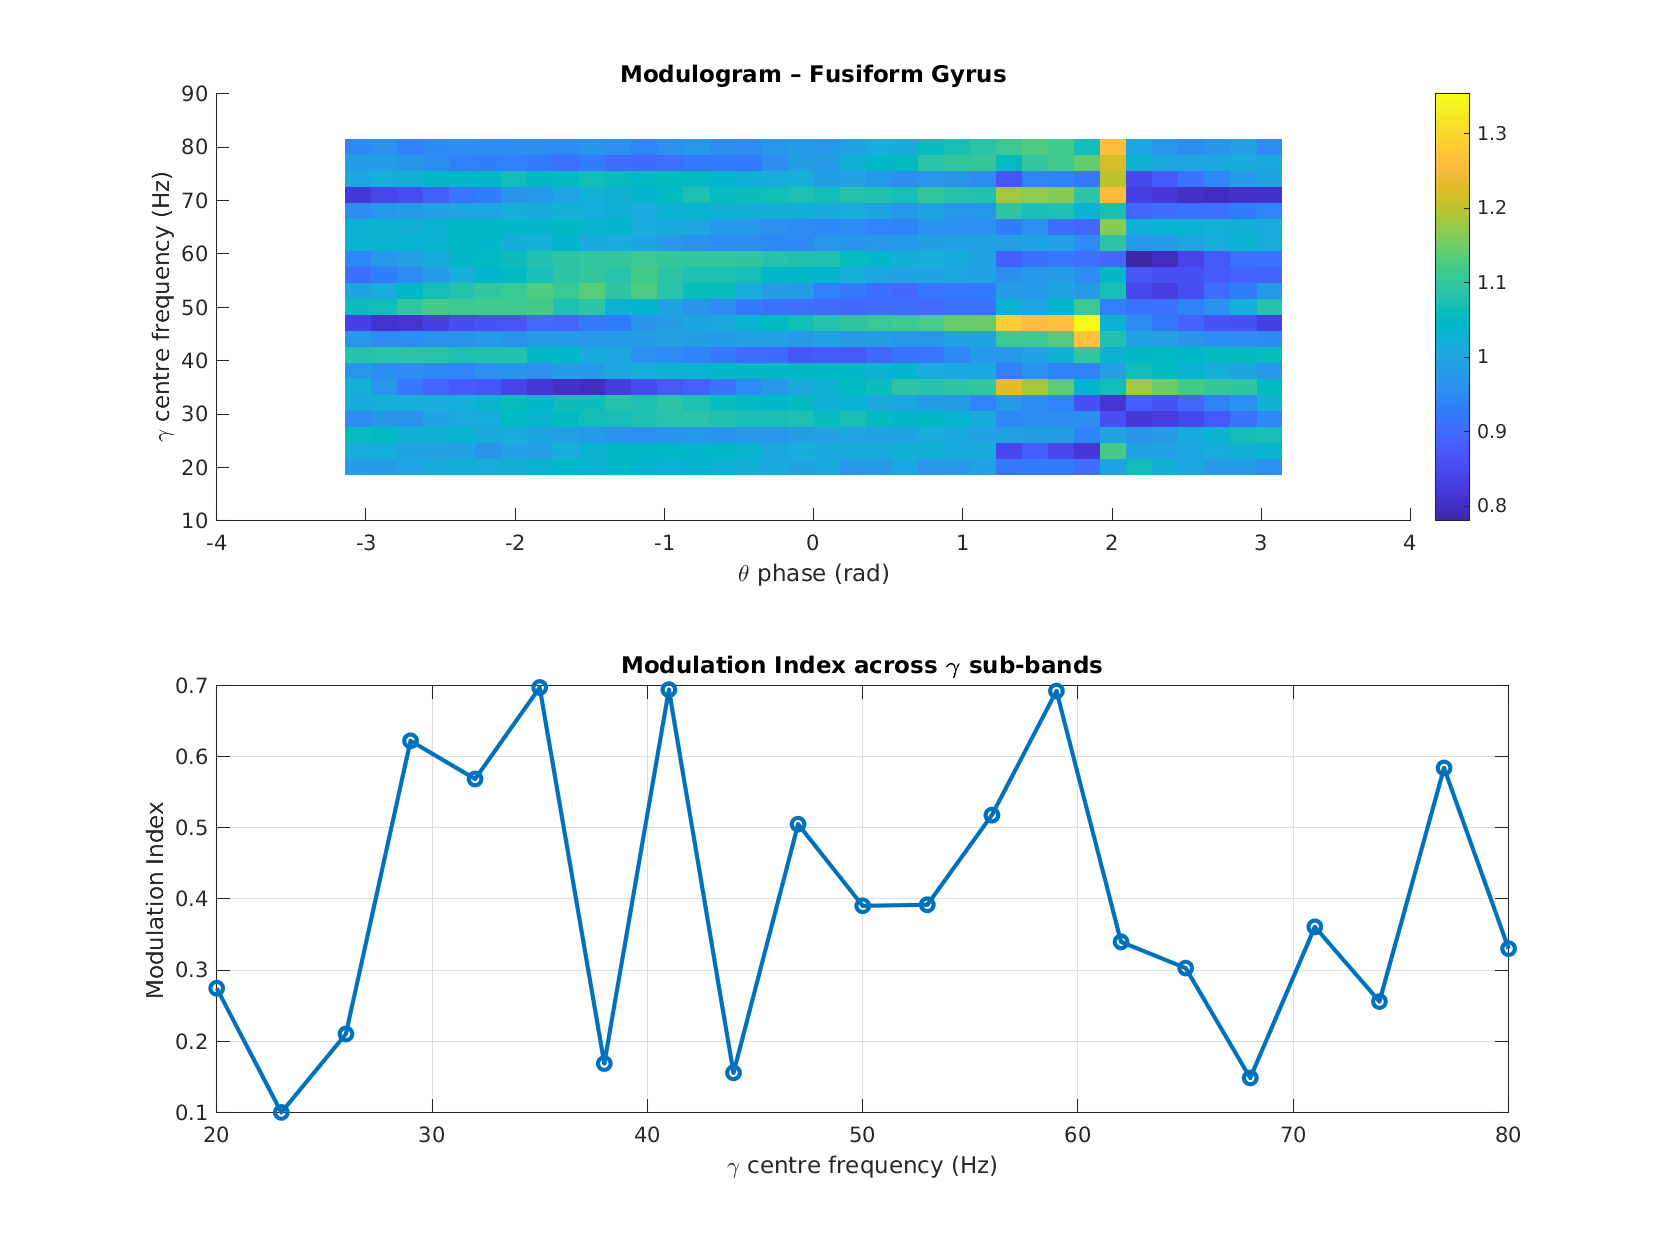 Modulogram – Fusiform Gyrus
90
80
70
60
50
40
30
20
10
γ centre frequency (Hz)
-4 -3 -2 -1 0 1 2 3 4
θ phase (rad)
1.3
1.2
1.1
1
0.9
0.8
Modulation Index across γ sub-bands
0.7
0.6
0.5
0.4
0.3
0.2
0.1
Modulation Index
20 30 40 50 60 70 80
γ centre frequency (Hz)